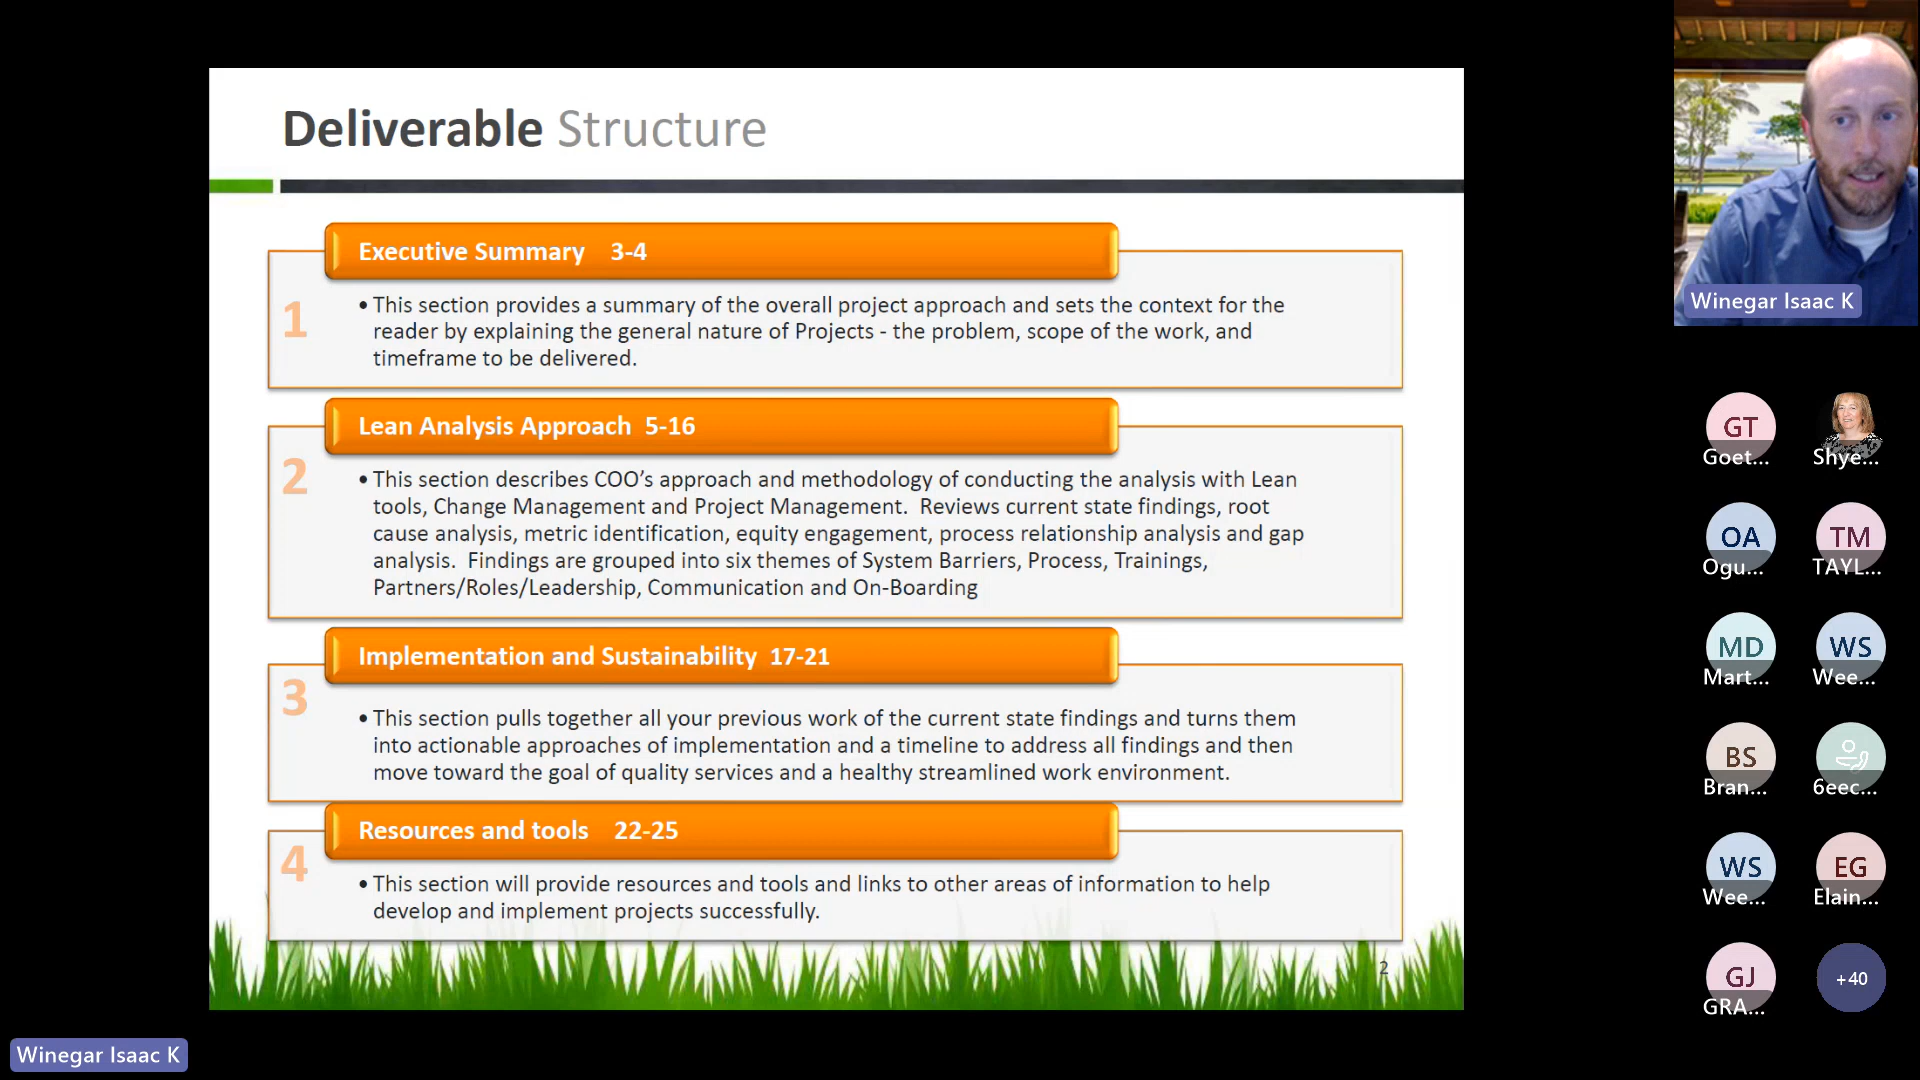 Deliverable Structure
Executive Summary 3-4
1
• This section provides a summary of the overall project approach and sets the context for the
reader by explaining the general nature of Projects - the problem, scope of the work, and
timeframe to be delivered.
Lean Analysis Approach 5-16
2
• This section describes COO’s approach and methodology of conducting the analysis with Lean
tools, Change Management and Project Management. Reviews current state findings, root
cause analysis, metric identification, equity engagement, process relationship analysis and gap
analysis. Findings are grouped into six themes of System Barriers, Process, Trainings,
Partners/Roles/Leadership, Communication and On-Boarding
Implementation and Sustainability 17-21
3
• This section pulls together all your previous work of the current state findings and turns them
into actionable approaches of implementation and a timeline to address all findings and then
move toward the goal of quality services and a healthy streamlined work environment.
Resources and tools 22-25
4
• This section will provide resources and tools and links to other areas of information to help
develop and implement projects successfully.
2
Winegar Isaac K
Winegar Isaac K
GT
Goet...
Shye...
OA
Ogu...
TM
TAYL...
MD
Mart...
WS
Wee...
BS
Bran...
6eec...
WS
Wee...
EG
Elain...
GJ
GRA...
+40